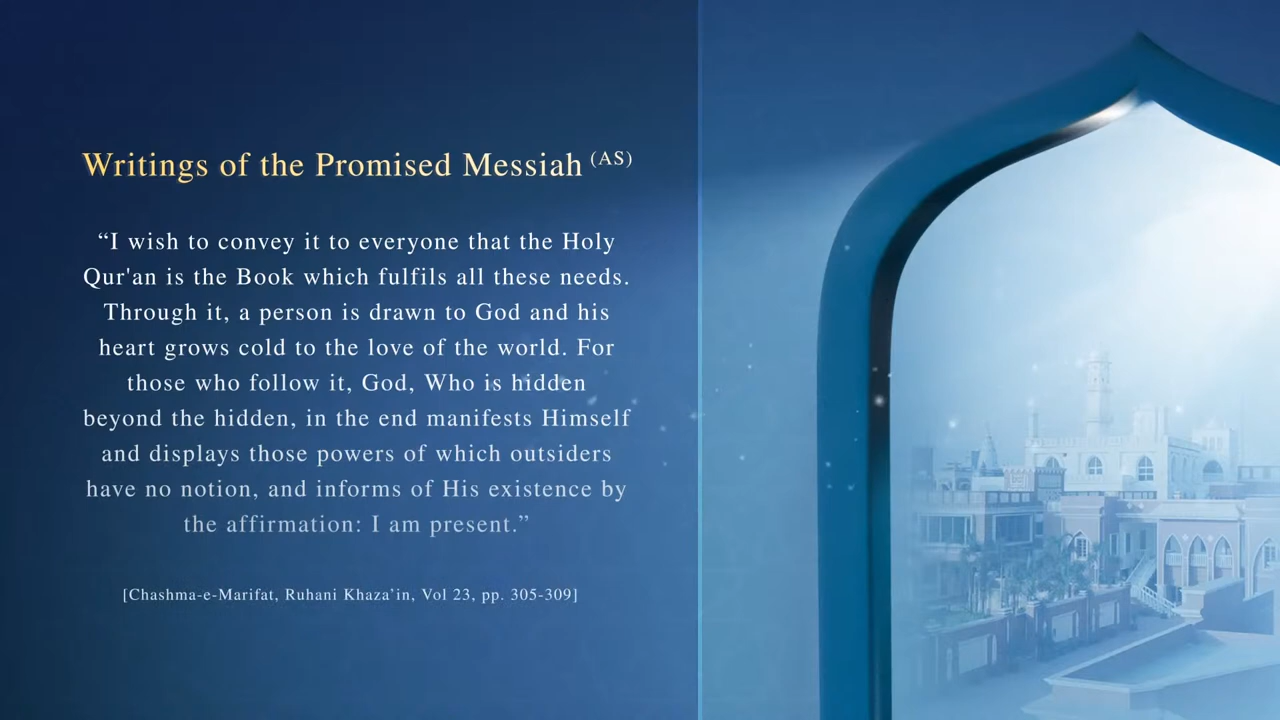 Writings of the Promised Messiah (AS)
“I wish to convey it to everyone that the Holy
Qur'an is the Book which fulfils all these needs.
Through it, a person is drawn to God and his
heart grows cold to the love of the world. For
those who follow it, God, Who is hidden
beyond the hidden, in the end manifests Himself
and displays those powers of which outsiders
have no notion, and informs of His existence by
the affirmation: I am present.”
[Chashma-e-Marifat, Ruhani Khaza’in, Vol 23, pp. 305-309]